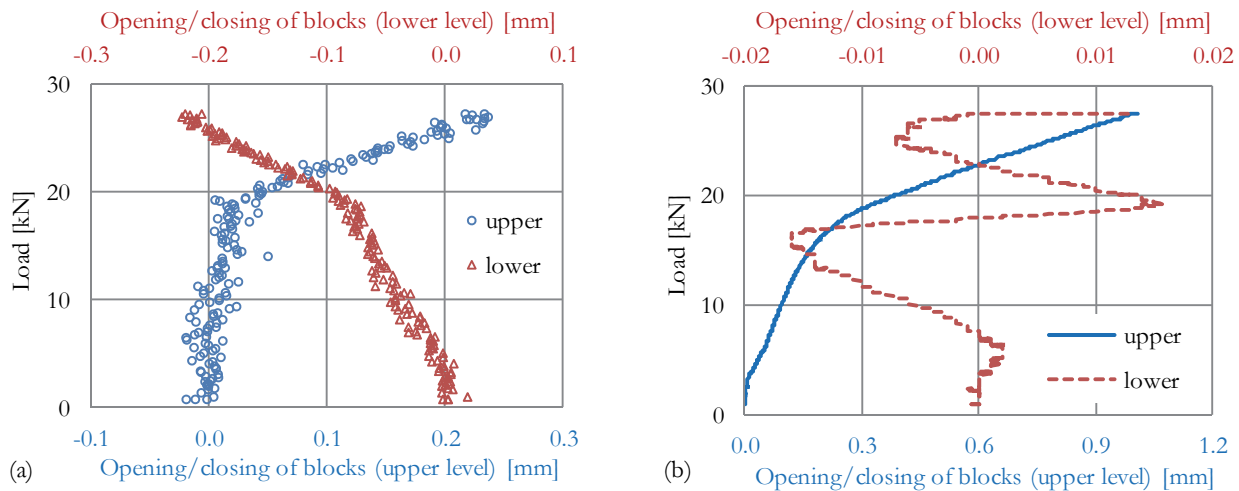 Opening/closing of blocks (lower level) [mm]
-0.3 -0.2 -0.1 0.0 0.1
30
20
10
0
Load [kN]
upper
lower
-0.1 0.0 0.1 0.2 0.3
(a) Opening/closing of blocks (upper level) [mm]
Opening/closing of blocks (lower level) [mm]
-0.02 -0.01 0.00 0.01 0.02
30
20
10
0
Load [kN]
upper
lower
0.0 0.3 0.6 0.9 1.2
(b) Opening/closing of blocks (upper level) [mm]